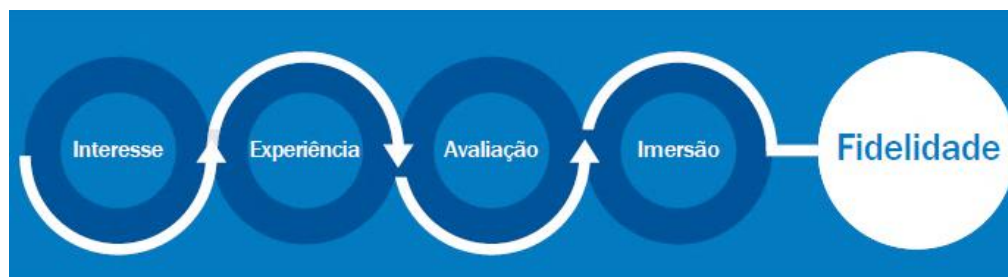 Interesse
Experiência
Avaliação
Imersão
Fidelidade